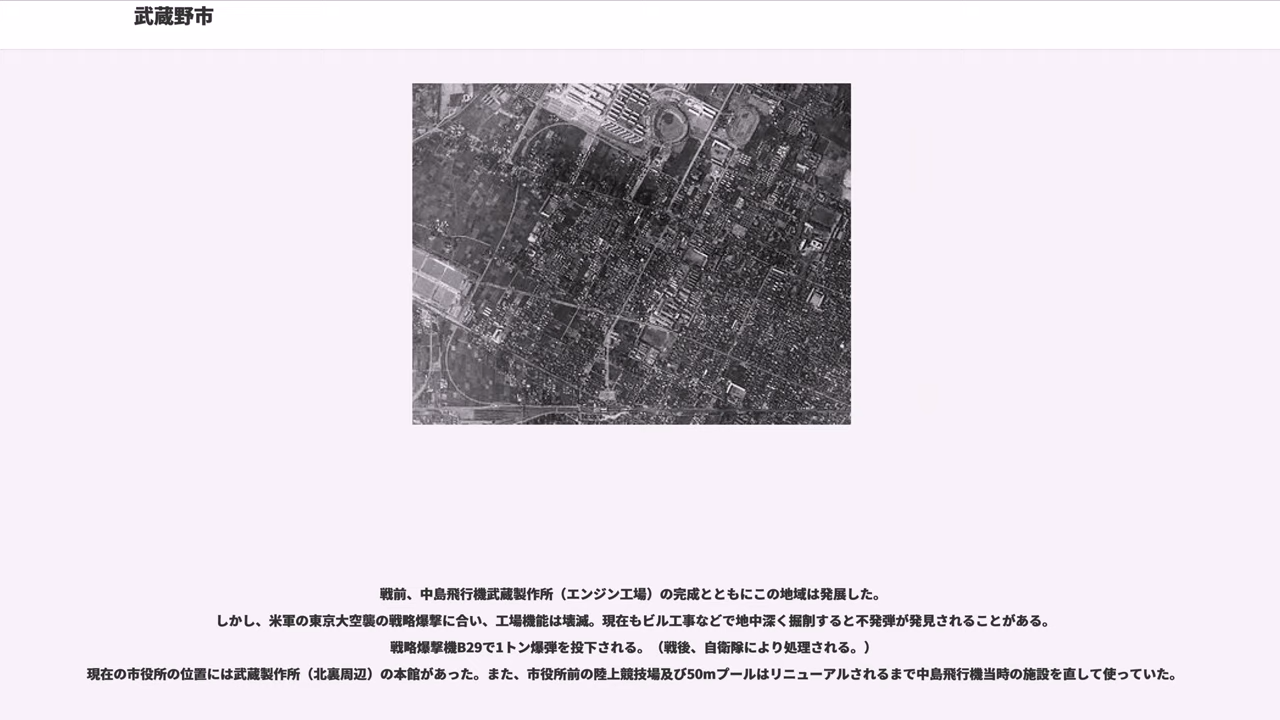 武蔵野市
戦前、中島飛行機武蔵製作所（エンジン工場）の完成とともにこの地域は発展した。
しかし、米軍の東京大空襲の戦略爆撃に合い、工場機能は壊滅。現在もビル工事などで地中深く掘削すると不発弾が発見されることがある。
戦略爆撃機B29で1トン爆弾を投下される。（戦後、自衛隊により処理される。）
現在の市役所の位置には武蔵製作所（北裏周辺）の本館があった。また、市役所前の陸上競技場及び50mプールはリニューアルされるまで中島飛行機当時の施設を直して使っていた。